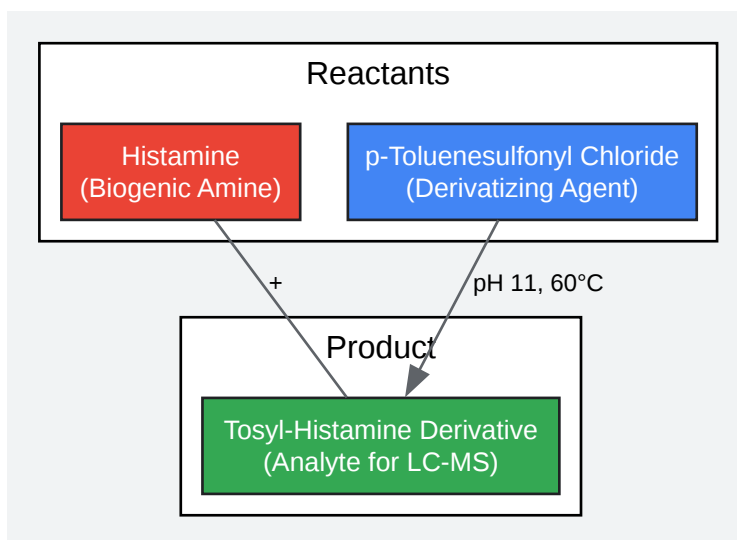 Reactants
Histamine
(Biogenic Amine)
p-Toluenesulfonyl Chloride
(Derivatizing Agent)
+
pH 11, 60°C
Product
Tosyl-Histamine Derivative
(Analyte for LC-MS)